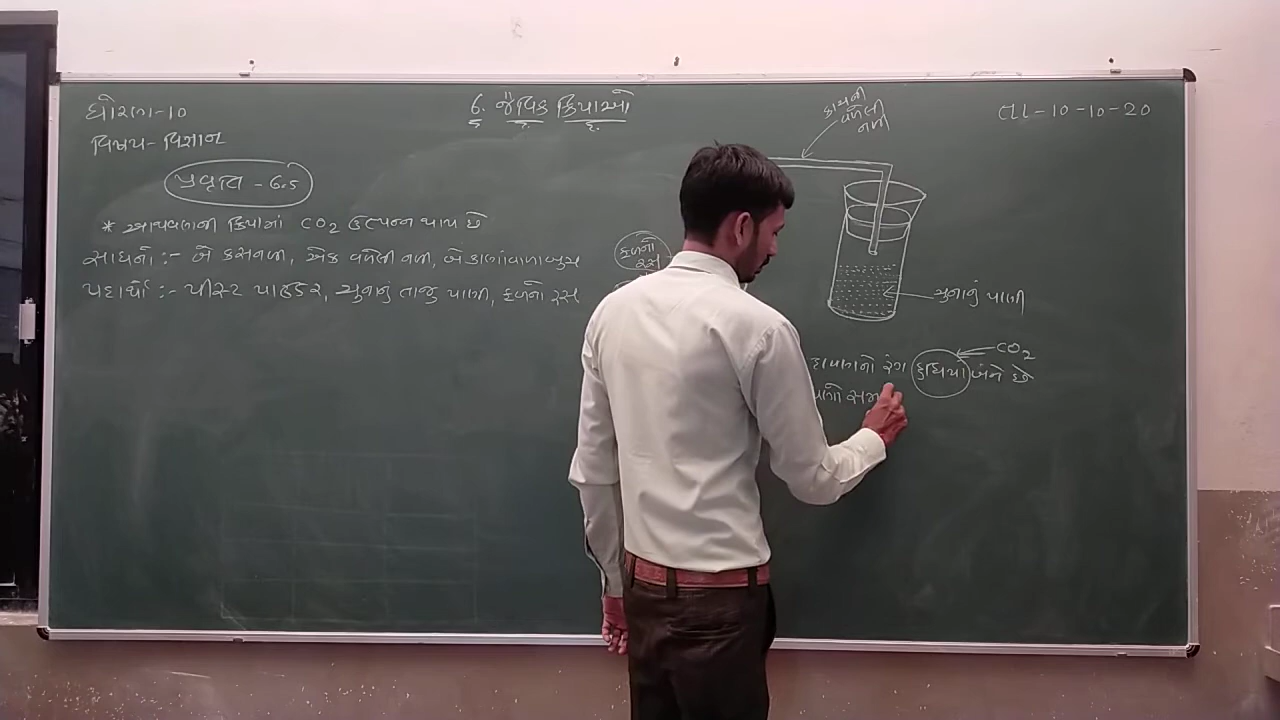 ધોરણ-10
વિષય- વિજ્ઞાન
6. જૈવિક ક્રિયાઓ
તા-10-10-20
પ્રવૃત્તિ - 6.5
* આથવણની ક્રિયામાં CO2 ઉત્પન્ન થાય છે
સાધનો :- બે કસનળી, એક વળેલી નળી, બે કાણાંવાળા બુચ
પદાર્થો :- યીસ્ટ પાઉડર, ચુનાનું તાજુ પાણી, ફળનો રસ
ફળનો
રસ
કાચની
વળેલી
નળી
ચુનાનું પાણી
CO2
રંગ દુધિયો બને છે